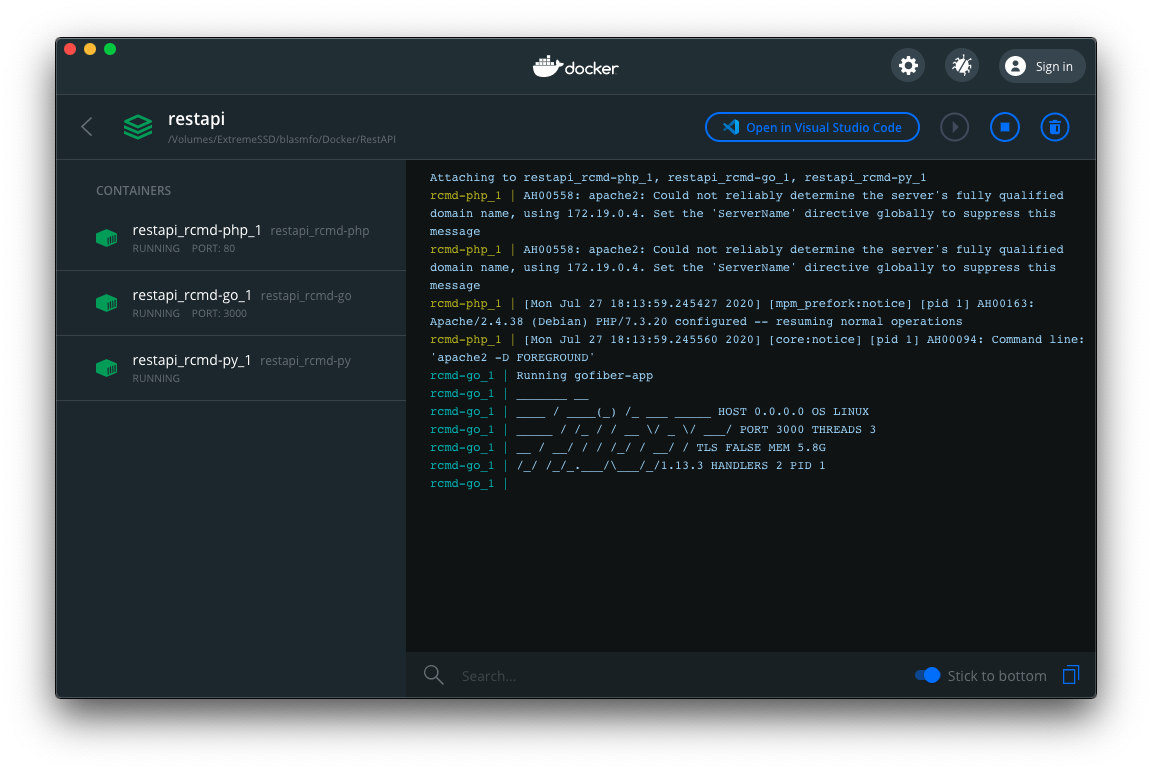 docker
Sign in
restapi
/Volumes/ExtremeSSD/blasmfo/Docker/RestAPI
Open in Visual Studio Code
CONTAINERS
restapi_rcmd-php_1 restapi_rcmd-php
RUNNING PORT: 80
restapi_rcmd-go_1 restapi_rcmd-go
RUNNING PORT: 3000
restapi_rcmd-py_1 restapi_rcmd-py
RUNNING
Attaching to restapi_rcmd-php_1, restapi_rcmd-go_1, restapi_rcmd-py_1
rcmd-php_1 | AH00558: apache2: Could not reliably determine the server's fully qualified
domain name, using 172.19.0.4. Set the 'ServerName' directive globally to suppress this
message
rcmd-php_1 | AH00558: apache2: Could not reliably determine the server's fully qualified
domain name, using 172.19.0.4. Set the 'ServerName' directive globally to suppress this
message
rcmd-php_1 | [Mon Jul 27 18:13:59.245427 2020] [mpm_prefork:notice] [pid 1] AH00163:
Apache/2.4.38 (Debian) PHP/7.3.20 configured -- resuming normal operations
rcmd-php_1 | [Mon Jul 27 18:13:59.245560 2020] [core:notice] [pid 1] AH00094: Command line:
'apache2 -D FOREGROUND'
rcmd-go_1 | Running gofiber-app
rcmd-go_1 | _______ __
rcmd-go_1 | ____ / ____(_) /_ ___ _____ HOST 0.0.0.0 OS LINUX
rcmd-go_1 | _____ / /_ / / __ \/ _ \/ ___/ PORT 3000 THREADS 3
rcmd-go_1 | __ / __/ / / /_/ / __/ / TLS FALSE MEM 5.8G
rcmd-go_1 | /_/ /_/_.___/\___/_/1.13.3 HANDLERS 2 PID 1
rcmd-go_1 |
Search...
Stick to bottom